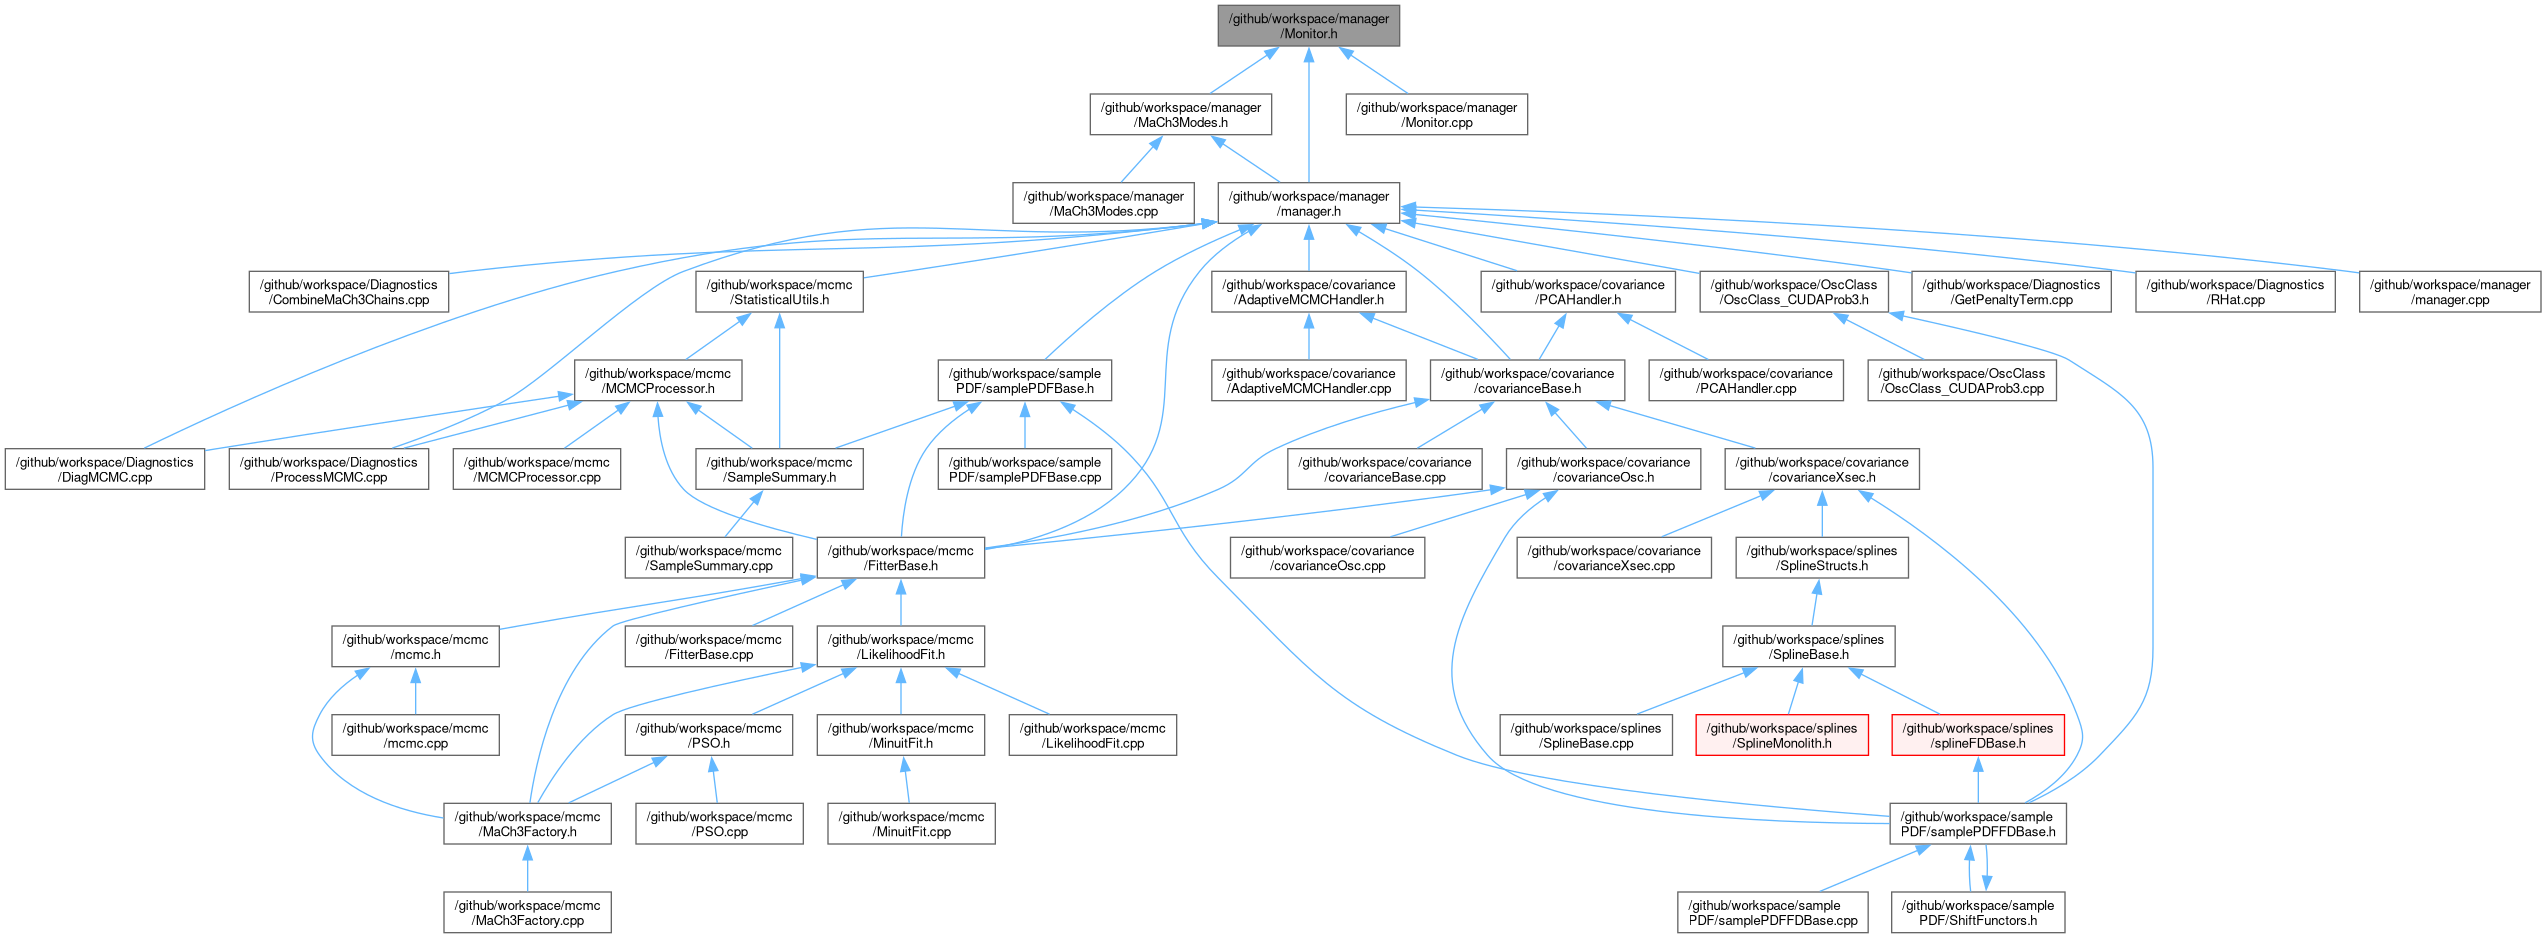 /github/workspace/manager
/Monitor.h
/github/workspace/manager
/MaCh3Modes.h
/github/workspace/manager
/Monitor.cpp
/github/workspace/manager
/MaCh3Modes.cpp
/github/workspace/manager
/manager.h
/github/workspace/Diagnostics
/CombineMaCh3Chains.cpp
/github/workspace/mcmc
/StatisticalUtils.h
/github/workspace/covariance
/AdaptiveMCMCHandler.h
/github/workspace/covariance
/PCAHandler.h
/github/workspace/OscClass
/OscClass_CUDAProb3.h
/github/workspace/Diagnostics
/GetPenaltyTerm.cpp
/github/workspace/Diagnostics
/RHat.cpp
/github/workspace/manager
/manager.cpp
/github/workspace/mcmc
/MCMCProcessor.h
/github/workspace/sample
PDF/samplePDFBase.h
/github/workspace/covariance
/AdaptiveMCMCHandler.cpp
/github/workspace/covariance
/covarianceBase.h
/github/workspace/covariance
/PCAHandler.cpp
/github/workspace/OscClass
/OscClass_CUDAProb3.cpp
/github/workspace/Diagnostics
/DiagMCMC.cpp
/github/workspace/Diagnostics
/ProcessMCMC.cpp
/github/workspace/mcmc
/MCMCProcessor.cpp
/github/workspace/mcmc
/SampleSummary.h
/github/workspace/sample
PDF/samplePDFBase.cpp
/github/workspace/covariance
/covarianceBase.cpp
/github/workspace/covariance
/covarianceOsc.h
/github/workspace/covariance
/covarianceXsec.h
/github/workspace/mcmc
/SampleSummary.cpp
/github/workspace/mcmc
/FitterBase.h
/github/workspace/covariance
/covarianceOsc.cpp
/github/workspace/covariance
/covarianceXsec.cpp
/github/workspace/splines
/SplineStructs.h
/github/workspace/mcmc
/mcmc.h
/github/workspace/mcmc
/FitterBase.cpp
/github/workspace/mcmc
/LikelihoodFit.h
/github/workspace/splines
/SplineBase.h
/github/workspace/mcmc
/mcmc.cpp
/github/workspace/mcmc
/PSO.h
/github/workspace/mcmc
/MinuitFit.h
/github/workspace/mcmc
/LikelihoodFit.cpp
/github/workspace/splines
/SplineBase.cpp
/github/workspace/splines
/SplineMonolith.h
/github/workspace/splines
/splineFDBase.h
/github/workspace/mcmc
/MaCh3Factory.h
/github/workspace/mcmc
/PSO.cpp
/github/workspace/mcmc
/MinuitFit.cpp
/github/workspace/sample
PDF/samplePDFFDBase.h
/github/workspace/mcmc
/MaCh3Factory.cpp
/github/workspace/sample
PDF/samplePDFFDBase.cpp
/github/workspace/sample
PDF/ShiftFunctors.h